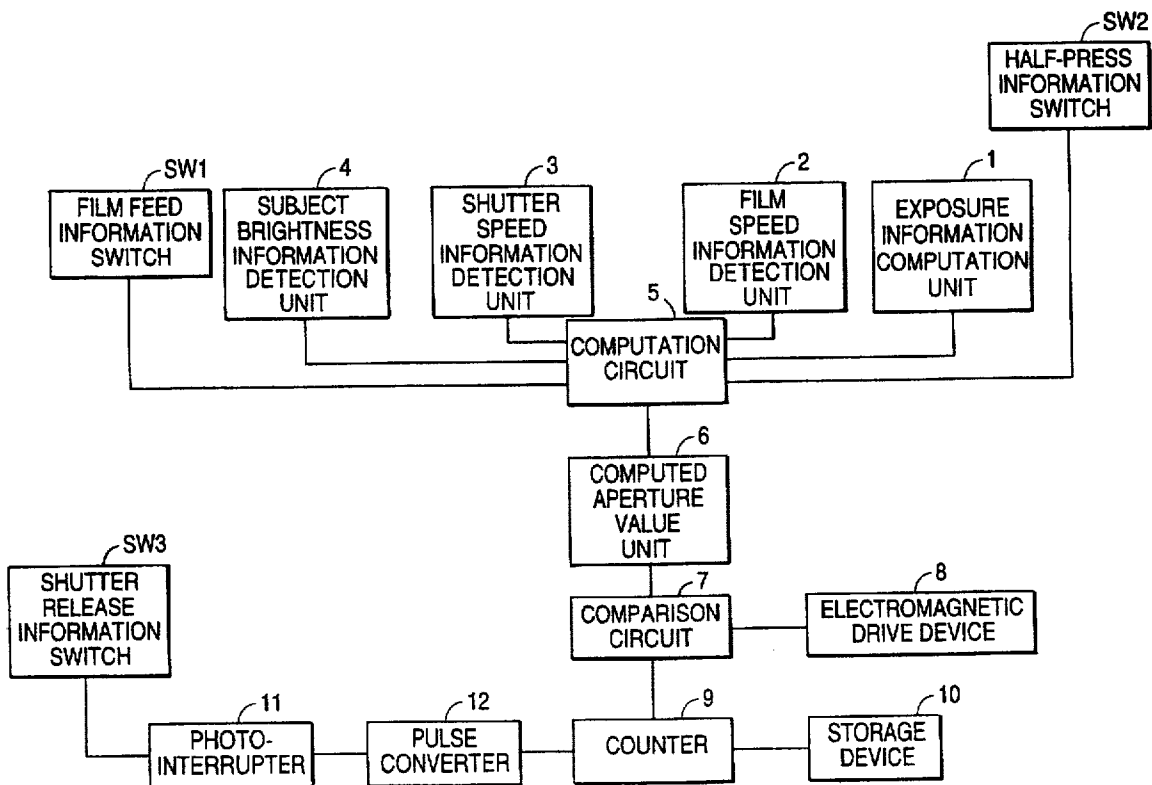 SW2
HALF-PRESS
INFORMATION
SWITCH
SW1
FILM FEED
INFORMATION
SWITCH
4
SUBJECT
BRIGHTNESS
INFORMATION
DETECTION
UNIT
3
SHUTTER
SPEED
INFORMATION
DETECTION
UNIT
2
FILM
SPEED
INFORMATION
DETECTION
UNIT
1
EXPOSURE
INFORMATION
COMPUTATION
UNIT
5
COMPUTATION
CIRCUIT
6
COMPUTED
APERTURE
VALUE
UNIT
SW3
SHUTTER
RELEASE
INFORMATION
SWITCH
7
COMPARISON
CIRCUIT
8
ELECTROMAGNETIC
DRIVE DEVICE
11
PHOTO-
INTERRUPTER
12
PULSE
CONVERTER
9
COUNTER
10
STORAGE
DEVICE